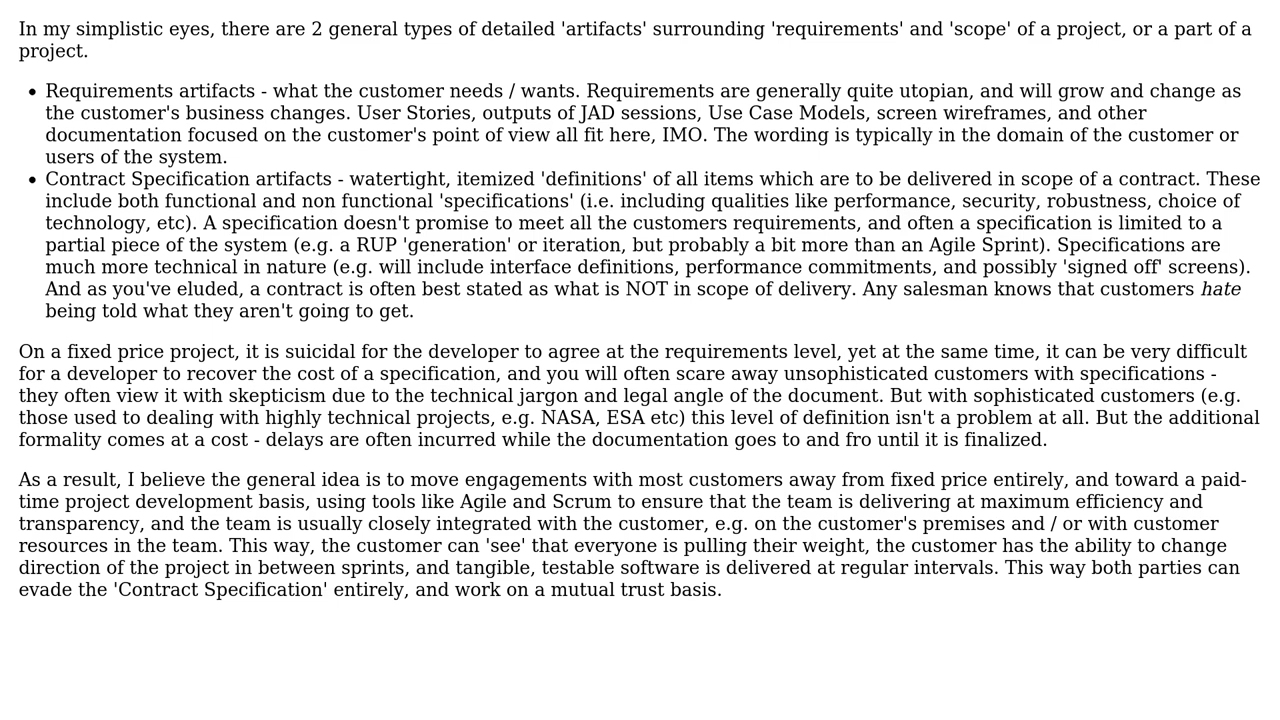 In my simplistic eyes, there are 2 general types of detailed 'artifacts' surrounding 'requirements' and 'scope' of a project, or a part of a
project.
• Requirements artifacts - what the customer needs / wants. Requirements are generally quite utopian, and will grow and change as
the customer's business changes. User Stories, outputs of JAD sessions, Use Case Models, screen wireframes, and other
documentation focused on the customer's point of view all fit here, IMO. The wording is typically in the domain of the customer or
users of the system.
• Contract Specification artifacts - watertight, itemized 'definitions' of all items which are to be delivered in scope of a contract. These
include both functional and non functional 'specifications' (i.e. including qualities like performance, security, robustness, choice of
technology, etc). A specification doesn't promise to meet all the customers requirements, and often a specification is limited to a
partial piece of the system (e.g. a RUP 'generation' or iteration, but probably a bit more than an Agile Sprint). Specifications are
much more technical in nature (e.g. will include interface definitions, performance commitments, and possibly 'signed off' screens).
And as you've eluded, a contract is often best stated as what is NOT in scope of delivery. Any salesman knows that customers hate
being told what they aren't going to get.
On a fixed price project, it is suicidal for the developer to agree at the requirements level, yet at the same time, it can be very difficult
for a developer to recover the cost of a specification, and you will often scare away unsophisticated customers with specifications -
they often view it with skepticism due to the technical jargon and legal angle of the document. But with sophisticated customers (e.g.
those used to dealing with highly technical projects, e.g. NASA, ESA etc) this level of definition isn't a problem at all. But the additional
formality comes at a cost - delays are often incurred while the documentation goes to and fro until it is finalized.
As a result, I believe the general idea is to move engagements with most customers away from fixed price entirely, and toward a paid-
time project development basis, using tools like Agile and Scrum to ensure that the team is delivering at maximum efficiency and
transparency, and the team is usually closely integrated with the customer, e.g. on the customer's premises and / or with customer
resources in the team. This way, the customer can 'see' that everyone is pulling their weight, the customer has the ability to change
direction of the project in between sprints, and tangible, testable software is delivered at regular intervals. This way both parties can
evade the 'Contract Specification' entirely, and work on a mutual trust basis.